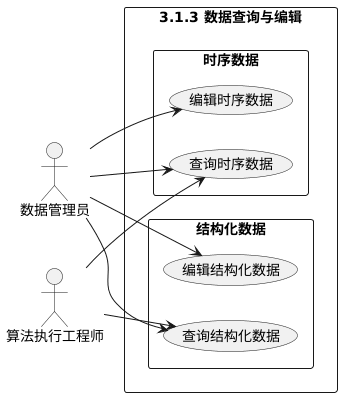 3.1.3 数据查询与编辑
时序数据
编辑时序数据
查询时序数据
数据管理员
结构化数据
编辑结构化数据
算法执行工程师
查询结构化数据